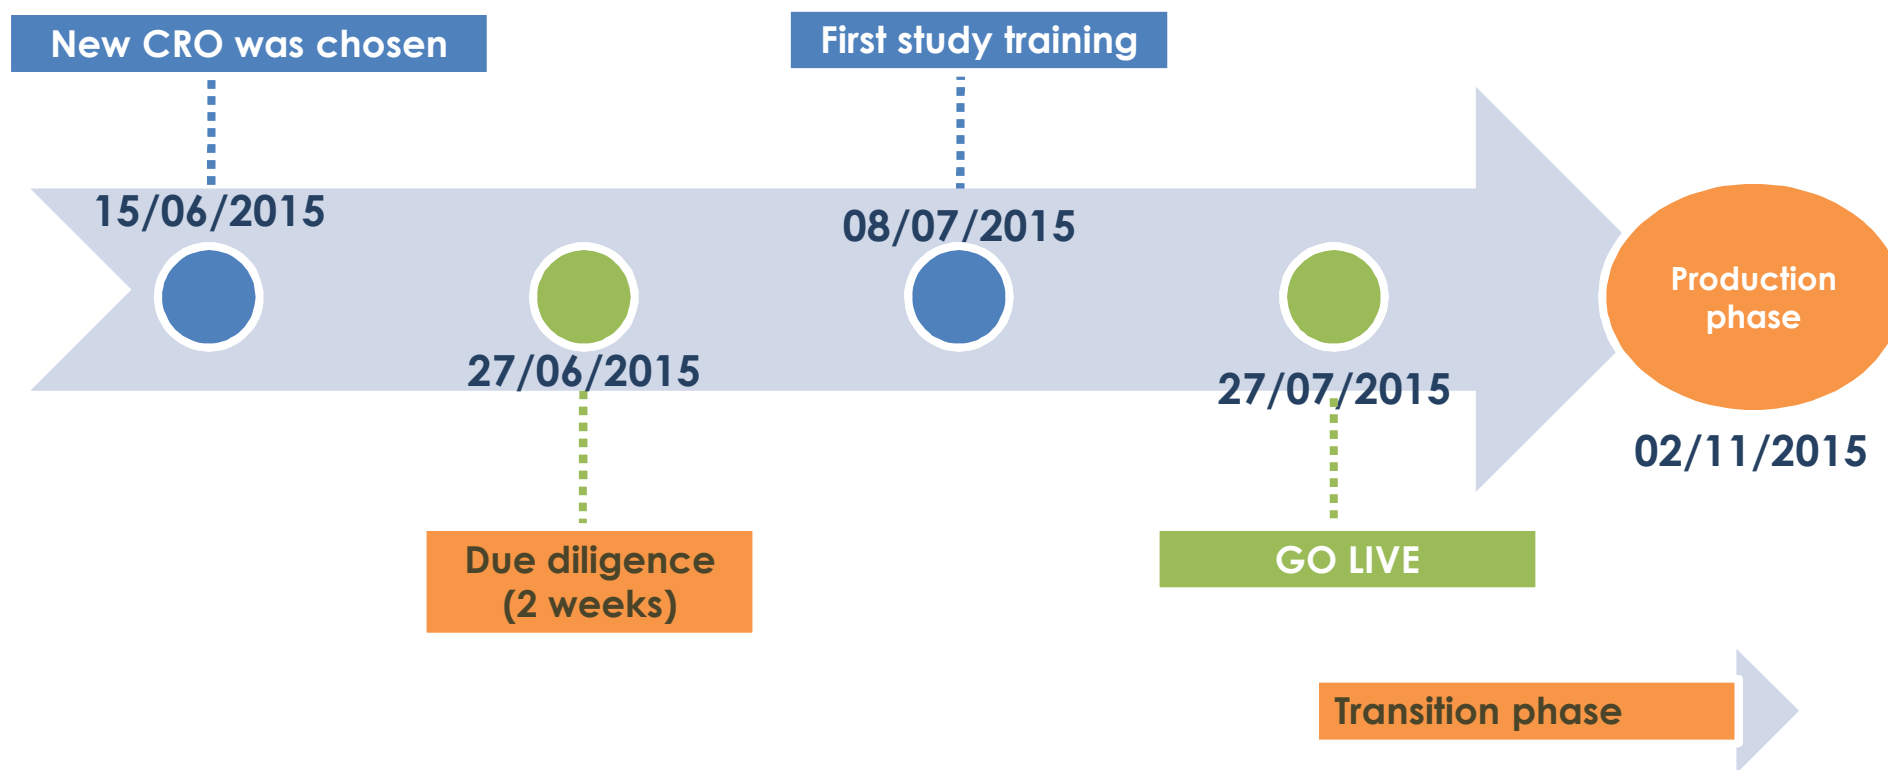 New CRO was chosen
First study training
15/06/2015
08/07/2015
Production
phase
27/06/2015
27/07/2015
02/11/2015
Due diligence
(2 weeks)
GO LIVE
Transition phase